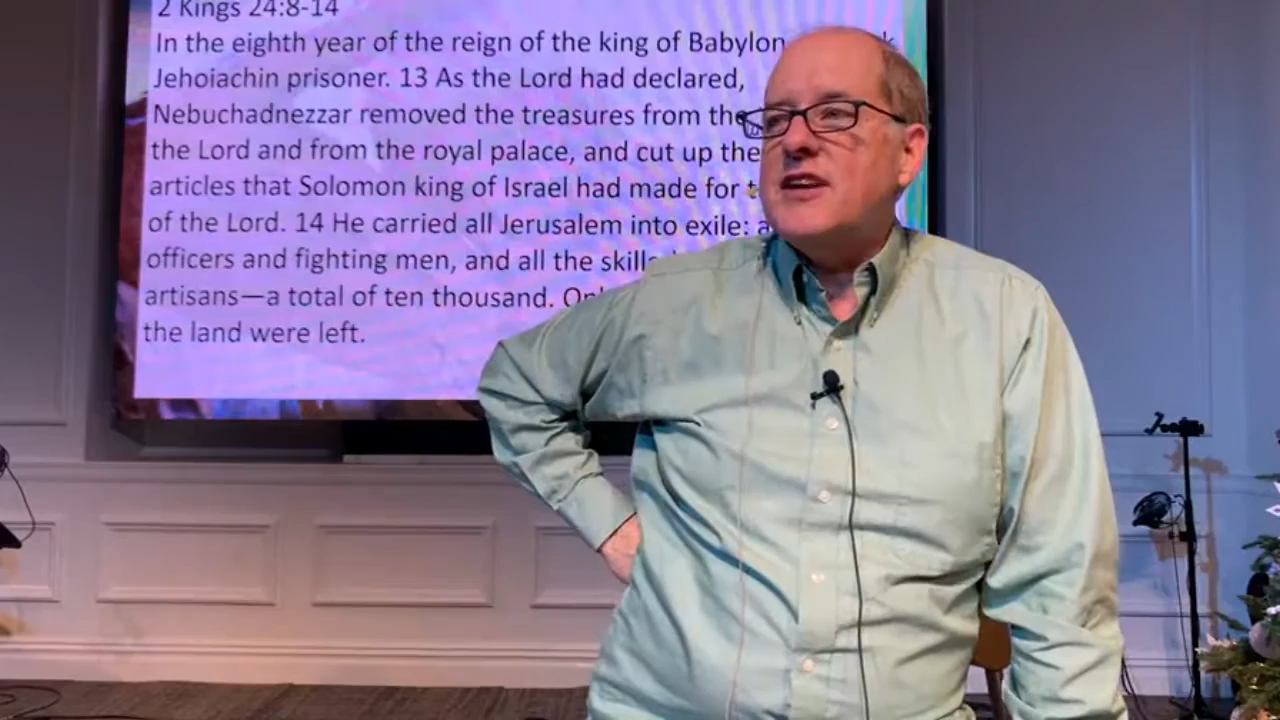 2 Kings 24:8-14
In the eighth year of the reign of the king of Babylon
Jehoiachin prisoner. 13 As the Lord had declared,
Nebuchadnezzar removed the treasures from the
the Lord and from the royal palace, and cut up the
articles that Solomon king of Israel had made for
of the Lord. 14 He carried all Jerusalem into exile:
officers and fighting men, and all the
artisans—a total of ten thousand.
the land were left.